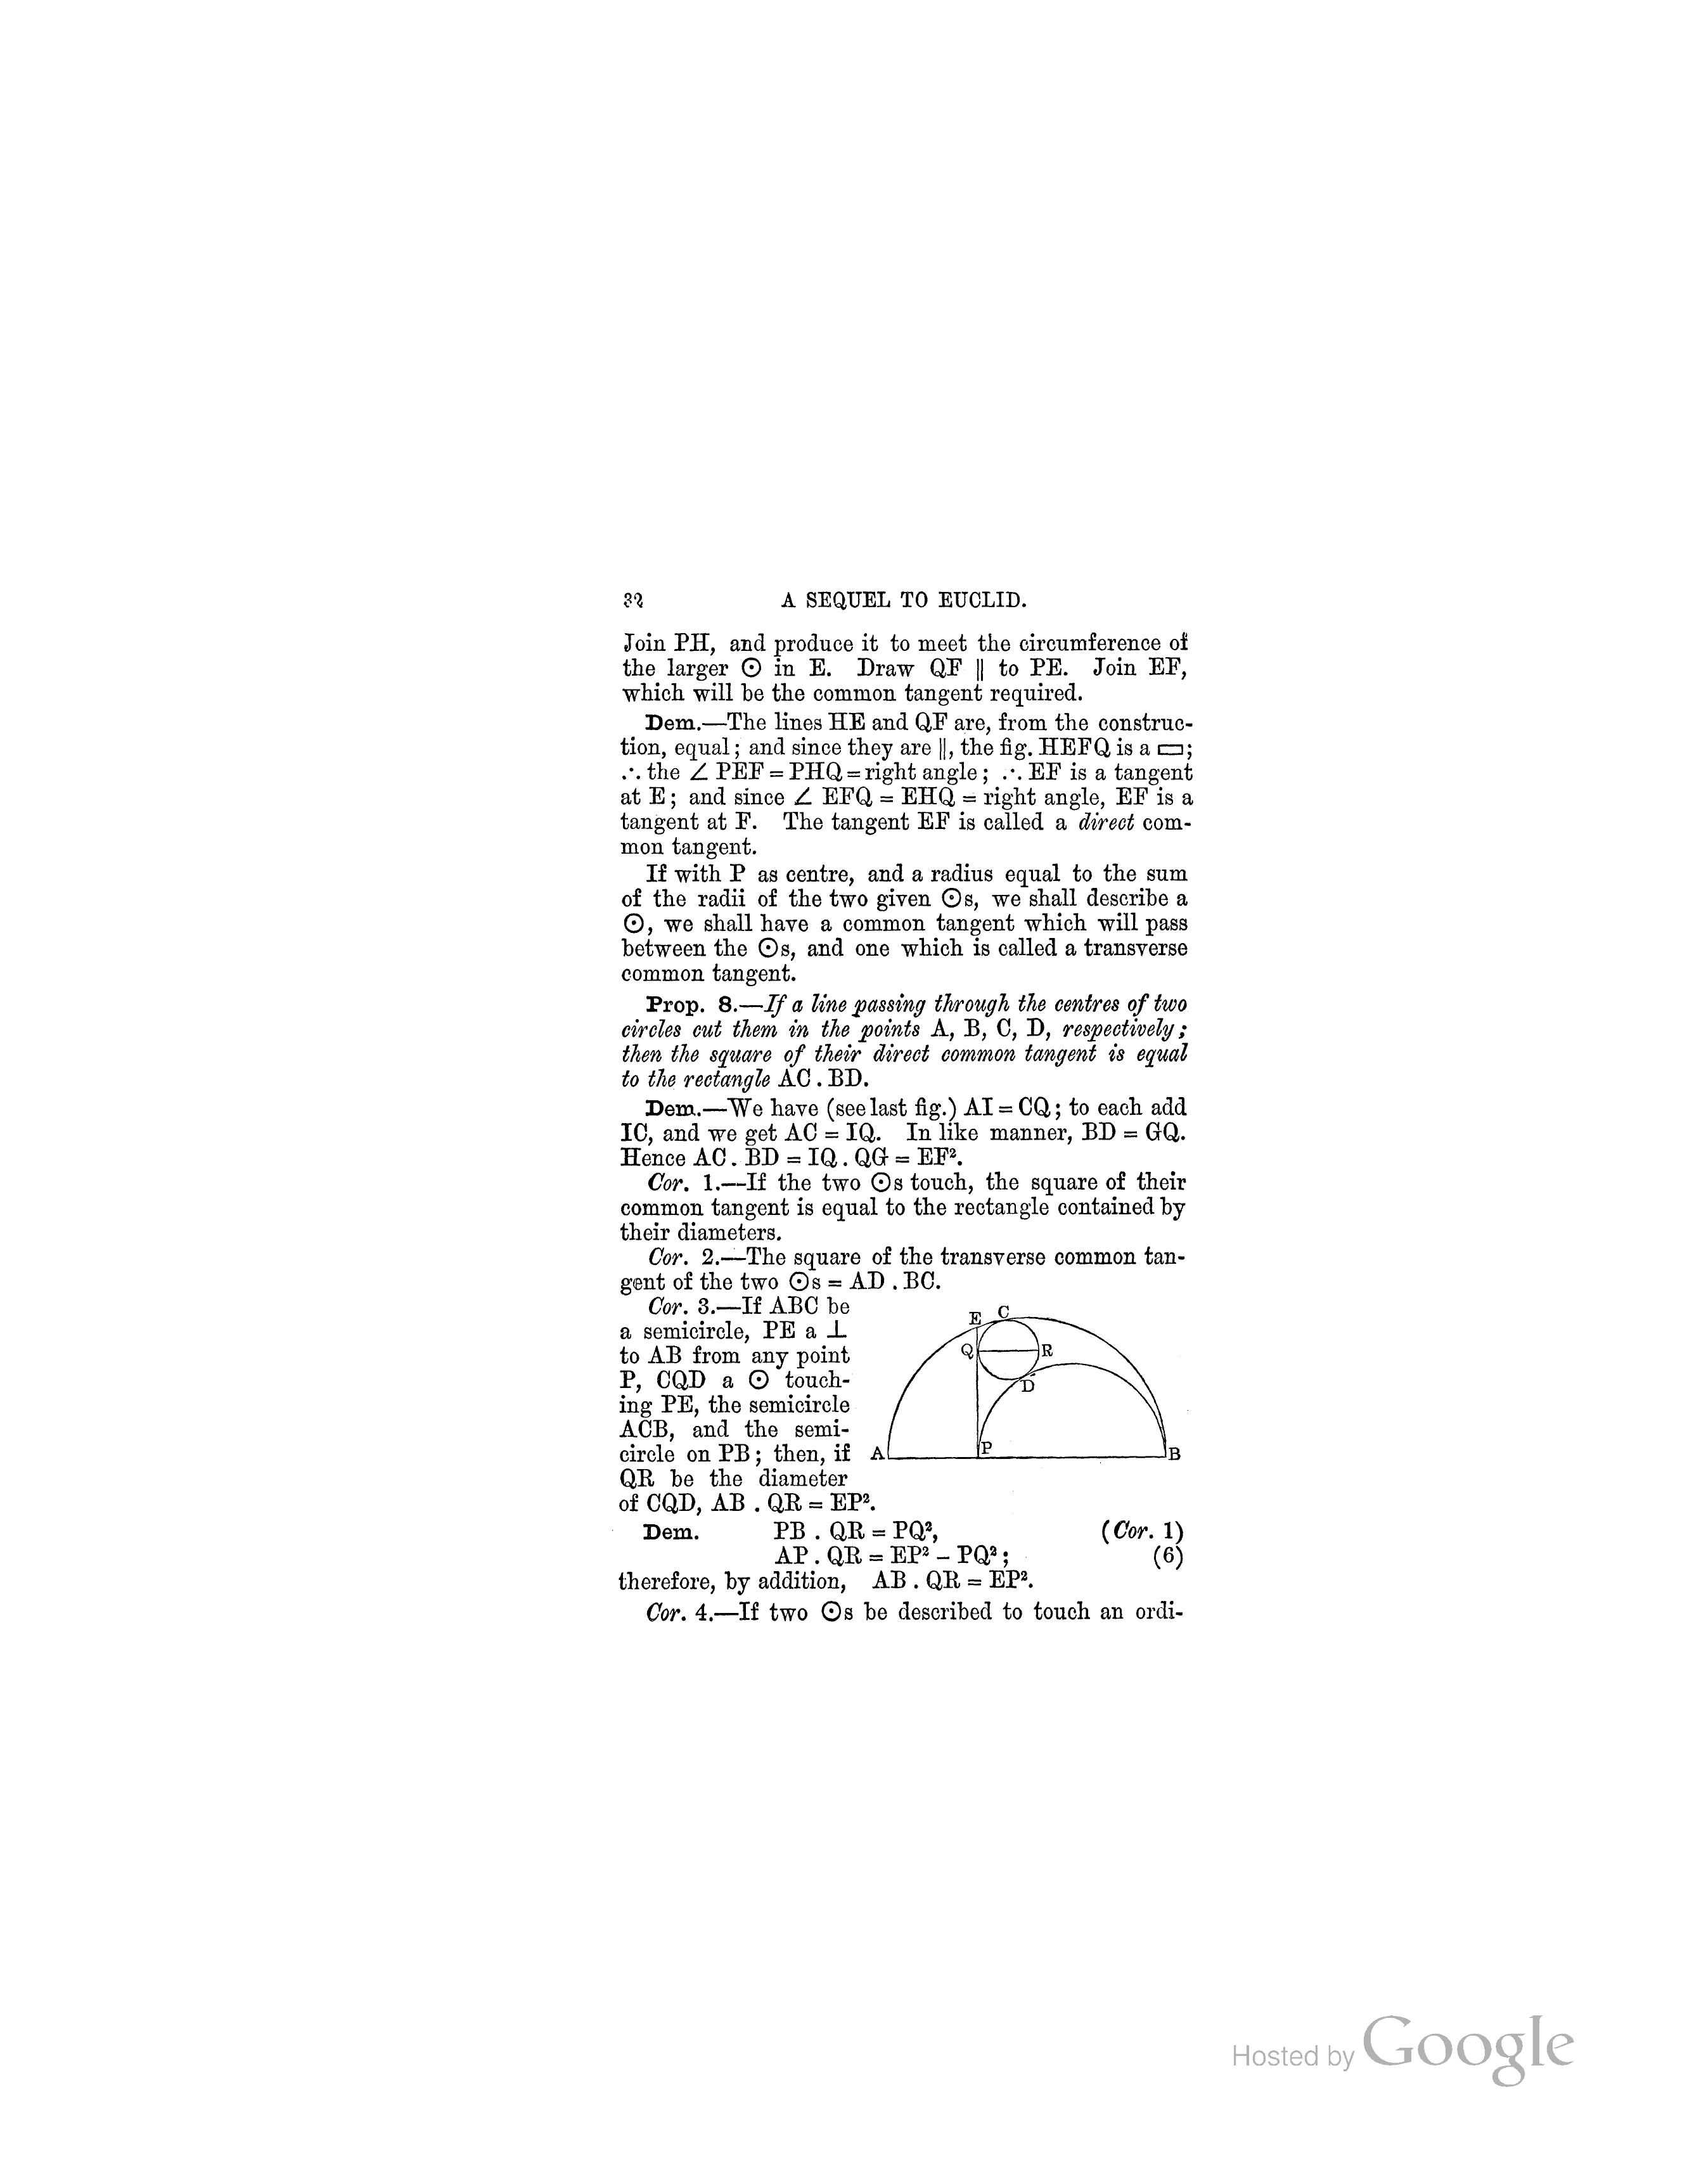 32 A SEQUEL TO EUCLID.
Join PH, and produce it to meet the circumference of
the larger ⊙ in E. Draw QF || to PE. Join EF,
which will be the common tangent required.
Dem.—The lines HE and QF are, from the construc-
tion, equal; and since they are ||, the fig. HEFQ is a ▭;
∴ the ∠ PEF = PHQ = right angle; ∴ EF is a tangent
at E; and since ∠ EFQ = EHQ = right angle, EF is a
tangent at F. The tangent EF is called a direct com-
mon tangent.
If with P as centre, and a radius equal to the sum
of the radii of the two given ⊙s, we shall describe a
⊙, we shall have a common tangent which will pass
between the ⊙s, and one which is called a transverse
common tangent.
Prop. 8.—If a line passing through the centres of two
circles cut them in the points A, B, C, D, respectively;
then the square of their direct common tangent is equal
to the rectangle AC . BD.
Dem.—We have (see last fig.) AI = CQ; to each add
IC, and we get AC = IQ. In like manner, BD = GQ.
Hence AC . BD = IQ . QG = EF².
Cor. 1.—If the two ⊙s touch, the square of their
common tangent is equal to the rectangle contained by
their diameters.
Cor. 2.—The square of the transverse common tan-
gent of the two ⊙s = AD . BC.
Cor. 3.—If ABC be
a semicircle, PE a ⊥
to AB from any point
P, CQD a ⊙ touch-
ing PE, the semicircle
ACB, and the semi-
circle on PB; then, if
QR be the diameter
of CQD, AB . QR = EP².
E C
Q R
D
A P B
Dem. PB . QR = PQ², (Cor. 1)
AP . QR = EP² – PQ²; (6)
therefore, by addition, AB . QR = EP².
Cor. 4.—If two ⊙s be described to touch an ordi-
Hosted by Google